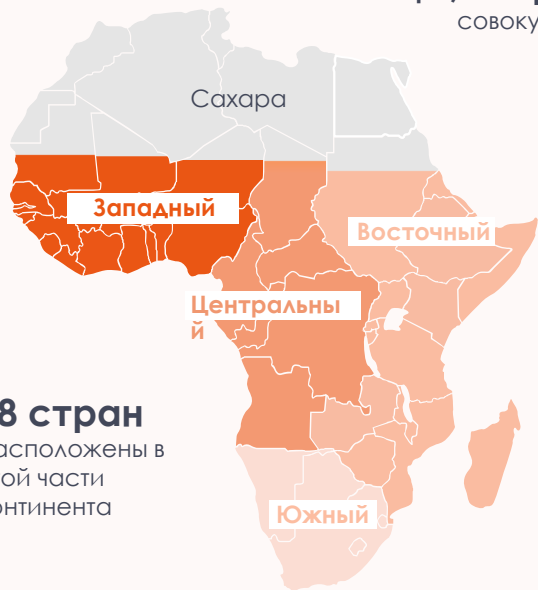 совоку
Сахара
Западный
Восточный
Центральны
й
8 стран
асположены в
ой части
онтинента
Южный